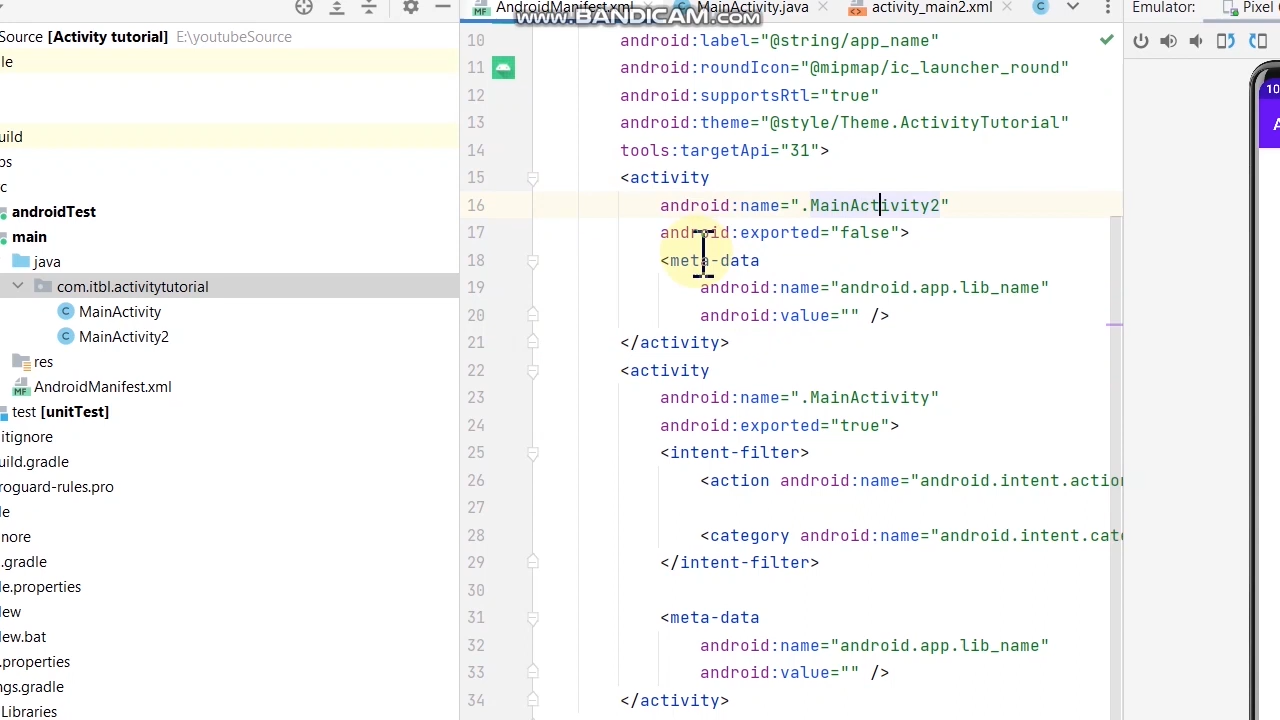 AndroidManifest.xml
MainActivity.java
activity_main2.xml
Emulator:
Pixel
www.BANDICAM.com
Source [Activity tutorial] E:\youtubeSource
le
uild
ps
c
androidTest
main
java
com.itbl.activitytutorial
MainActivity
MainActivity2
res
AndroidManifest.xml
test [unitTest]
itignore
uild.gradle
roguard-rules.pro
le
nore
.gradle
le.properties
lew
lew.bat
.properties
ngs.gradle
Libraries
10 android:label="@string/app_name"
11 android:roundIcon="@mipmap/ic_launcher_round"
12 android:supportsRtl="true"
13 android:theme="@style/Theme.ActivityTutorial"
14 tools:targetApi="31">
15 <activity
16 android:name=".MainActivity2"
17 android:exported="false">
18 <meta-data
19 android:name="android.app.lib_name"
20 android:value="" />
21 </activity>
22 <activity
23 android:name=".MainActivity"
24 android:exported="true">
25 <intent-filter>
26 <action android:name="android.intent.action
27
28 <category android:name="android.intent.cate
29 </intent-filter>
30
31 <meta-data
32 android:name="android.app.lib_name"
33 android:value="" />
34 </activity>
10
A